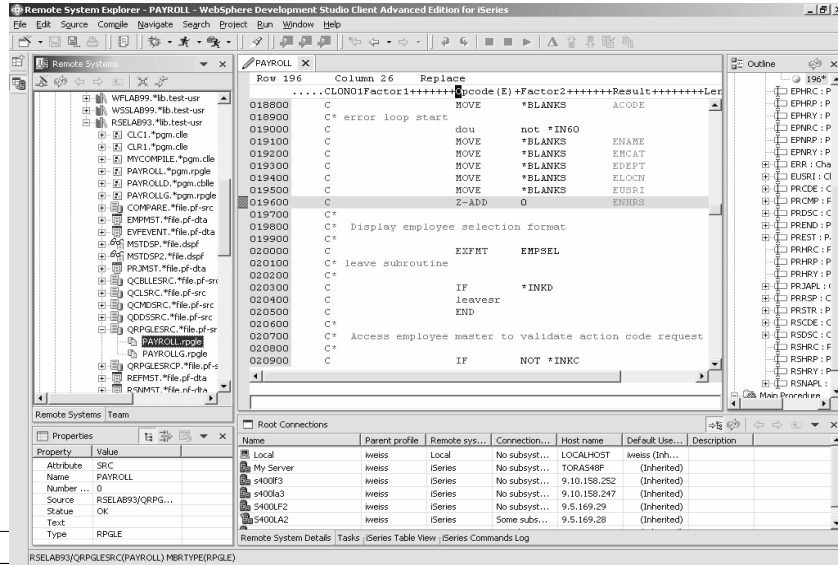 Remote System Explorer - PAYROLL - WebSphere Development Studio Client Advanced Edition for iSeries
File Edit Source Compile Navigate Search Project Run Window Help
Remote Systems
WFLAB99.*lib.test-usr
WSSLAB99.*lib.test-usr
RSELAB93.*lib.test-usr
CLC1.*pgm.clle
CLR1.*pgm.clle
MYCOMPILE.*pgm.clle
PAYROLL.*pgm.rpgle
PAYROLLD.*pgm.cblle
PAYROLLG.*pgm.rpgle
COMPARE.*file.pf-src
EMPMST.*file.pf-dta
EVFEVENT.*file.pf-dta
MSTDSP.*file.dspf
MSTDSP2.*file.dspf
PRJMST.*file.pf-dta
QCBLLESRC.*file.pf-src
QCLSRC.*file.pf-src
QCMDSRC.*file.pf-src
QDDSSRC.*file.pf-src
QRPGLESRC.*file.pf-sr
PAYROLL.rpgle
PAYROLLG.rpgle
QRPGLESRCP.*file.pf-s
REFMST.*file.pf-dta
RSNMST.*file.pf-dta
Remote Systems Team
PAYROLL
Row 196 Column 26 Replace
.....CLON01Factor1+++++++Opcode(E)+Factor2+++++++Result++++++++Len
018800 C MOVE *BLANKS ACODE
018900 C* error loop start
019000 C dou not *IN60
019100 C MOVE *BLANKS ENAME
019200 C MOVE *BLANKS EMCAT
019300 C MOVE *BLANKS EDEPT
019400 C MOVE *BLANKS ELOCN
019500 C MOVE *BLANKS EUSRI
019600 C Z-ADD 0 ENHRS
019700 C*
019800 C* Display employee selection format
019900 C*
020000 C EXFMT EMPSEL
020100 C* leave subroutine
020200 C*
020300 C IF *INKD
020400 C leavesr
020500 C END
020600 C*
020700 C* Access employee master to validate action code request
020800 C*
020900 C IF NOT *INKC
Outline
196*
EPHRC : P
EPHRP : P
EPHRY : P
EPNRC : P
EPNRP : P
EPNRY : P
ERR : Cha
EUSRI : Cl
PRCDE : C
PRCMP : P
PRDSC : C
PREND : P
PREST : P
PRHRC : P
PRHRP : P
PRHRY : P
PRJAPL : (
PRRSP : C
PRSTR : P
RSCDE : C
RSDSC : C
RSHRC : P
RSHRP : P
RSHRY : P
RSNAPL :
Main Procedure
Properties
Property Value
Attribute SRC
Name PAYROLL
Number ... 0
Source RSELAB93/QRPG...
Statue OK
Text
Type RPGLE
Root Connections
Name Parent profile Remote sys... Connection... Host name Default Use... Description
Local iweiss Local No subsyst... LOCALHOST iweiss (Inh...
My Server iweiss iSeries No subsyst... TORAS48F (Inherited)
s400lf3 iweiss iSeries No subsyst... 9.10.158.252 (Inherited)
s400la3 iweiss iSeries No subsyst... 9.10.158.247 (Inherited)
S400LF2 iweiss iSeries No subsyst... 9.5.169.29 (Inherited)
S400LA2 iweiss iSeries Some subs... 9.5.169.28 (Inherited)
Remote System Details Tasks iSeries Table View iSeries Commands Log
RSELAB93/QRPGLESRC(PAYROLL) MBRTYPE(RPGLE)